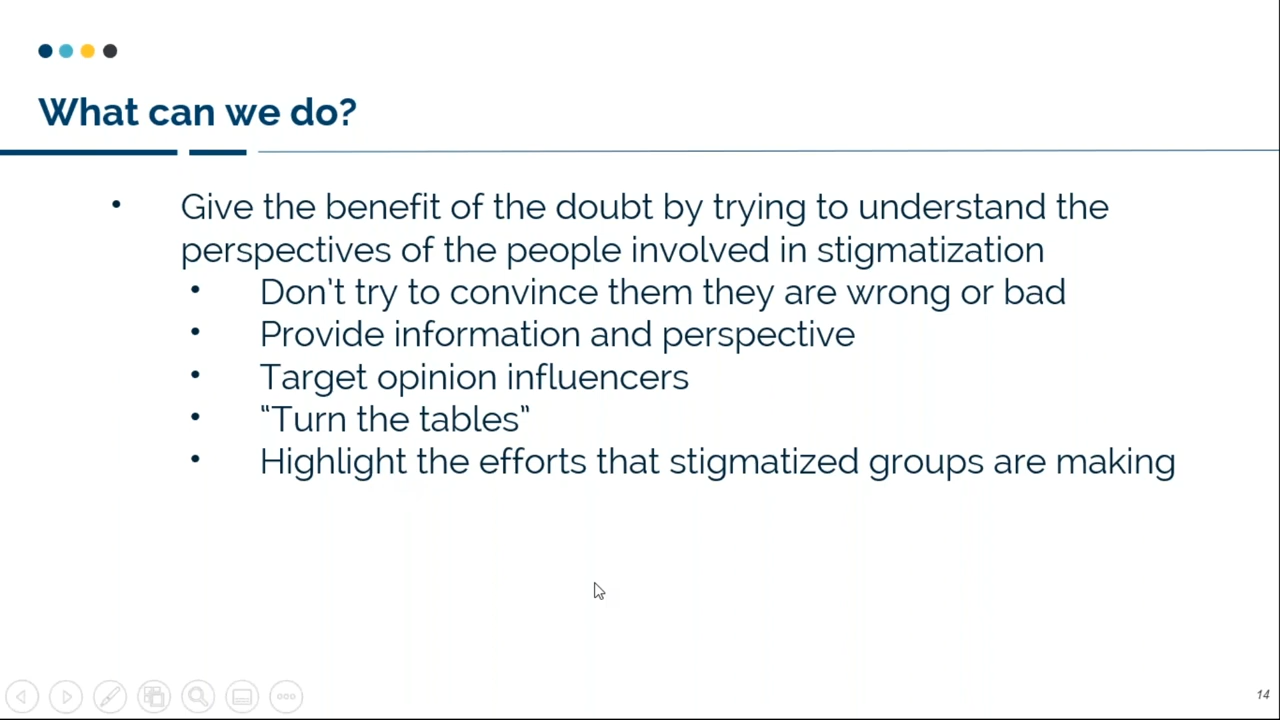 What can we do?
• Give the benefit of the doubt by trying to understand the
perspectives of the people involved in stigmatization
• Don't try to convince them they are wrong or bad
• Provide information and perspective
• Target opinion influencers
• “Turn the tables”
• Highlight the efforts that stigmatized groups are making
14